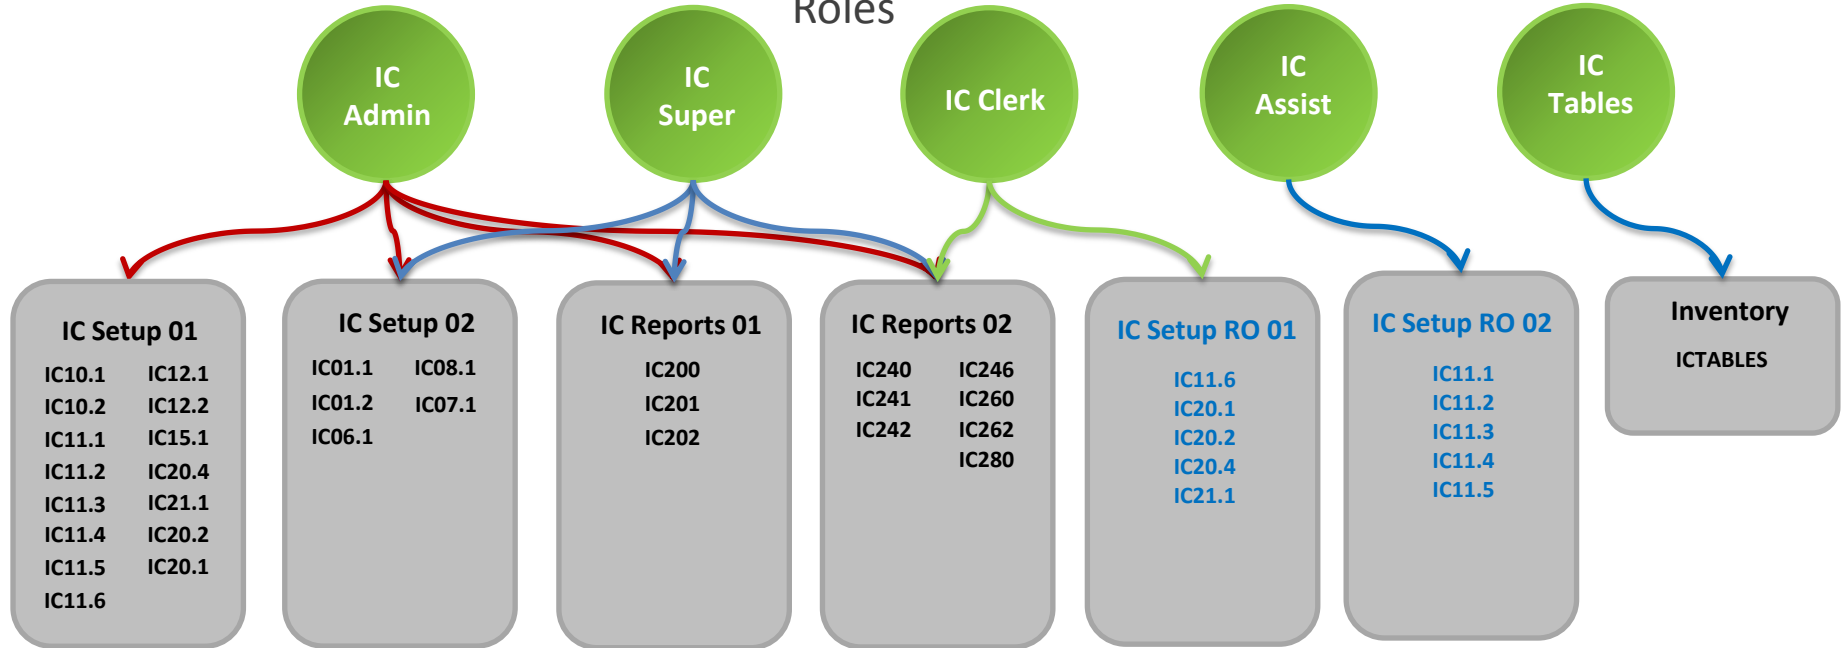 Roles
IC
Admin
IC
Super
IC Clerk
IC
Assist
IC
Tables
IC Setup 01
IC10.1 IC12.1
IC10.2 IC12.2
IC11.1 IC15.1
IC11.2 IC20.4
IC11.3 IC21.1
IC11.4 IC20.2
IC11.5 IC20.1
IC11.6
IC Setup 02
IC01.1 IC08.1
IC01.2 IC07.1
IC06.1
IC Reports 01
IC200
IC201
IC202
IC Reports 02
IC240 IC246
IC241 IC260
IC242 IC262
IC280
IC Setup RO 01
IC11.6
IC20.1
IC20.2
IC20.4
IC21.1
IC Setup RO 02
IC11.1
IC11.2
IC11.3
IC11.4
IC11.5
Inventory
ICTABLES